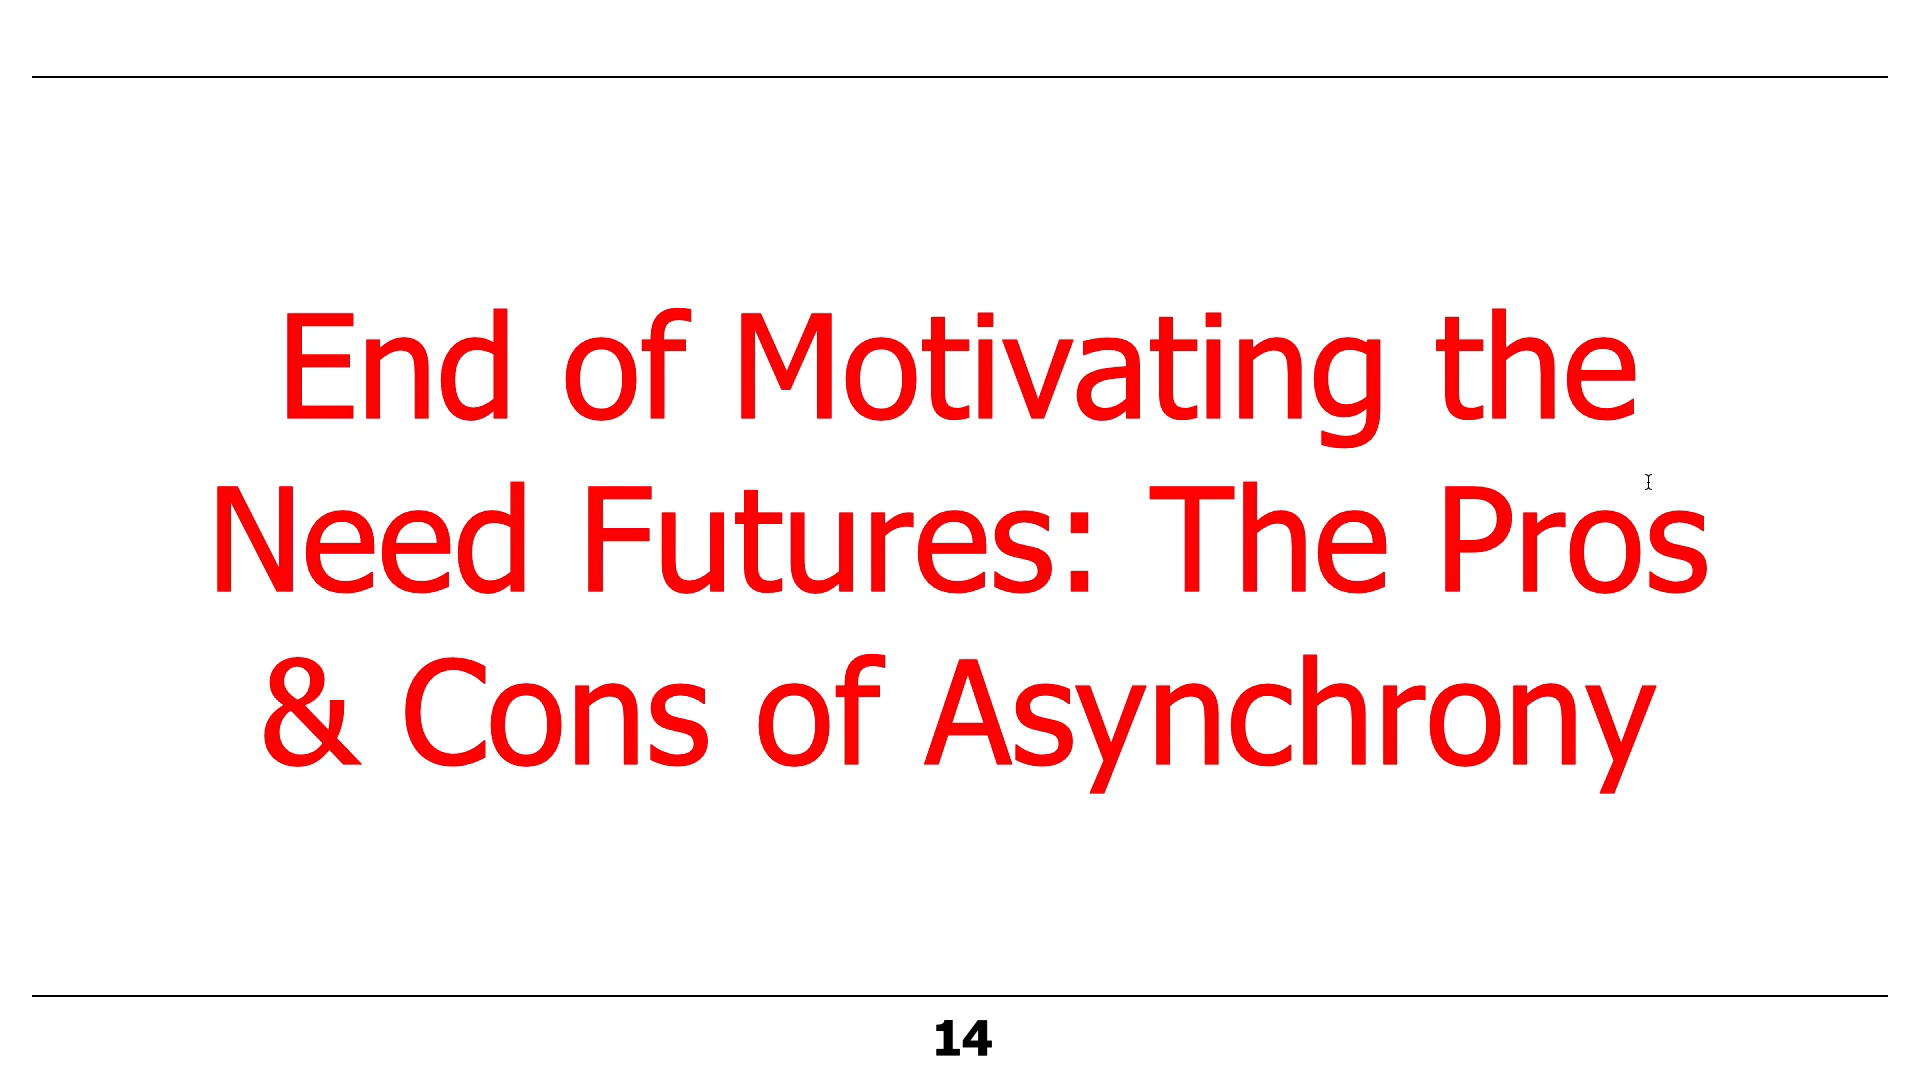 End of Motivating the
Need Futures: The Pros
& Cons of Asynchrony
14